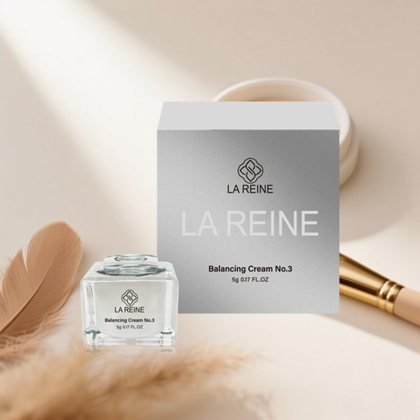 LA REINE
LA REINE
Balancing Cream No.3
5g 0.17 FL.OZ
LA REINE
Balancing Cream No.3
5g 0.17 FL.OZ